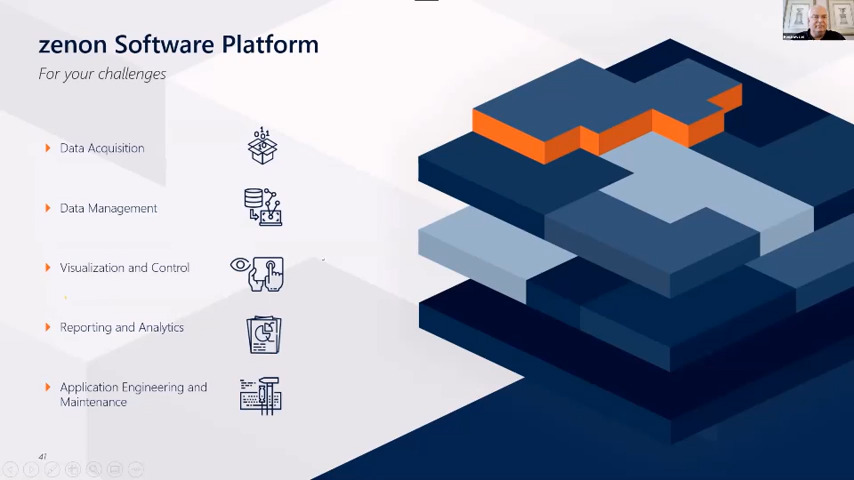 zenon Software Platform
For your challenges
Data Acquisition
Data Management
Visualization and Control
Reporting and Analytics
Application Engineering and
Maintenance
41